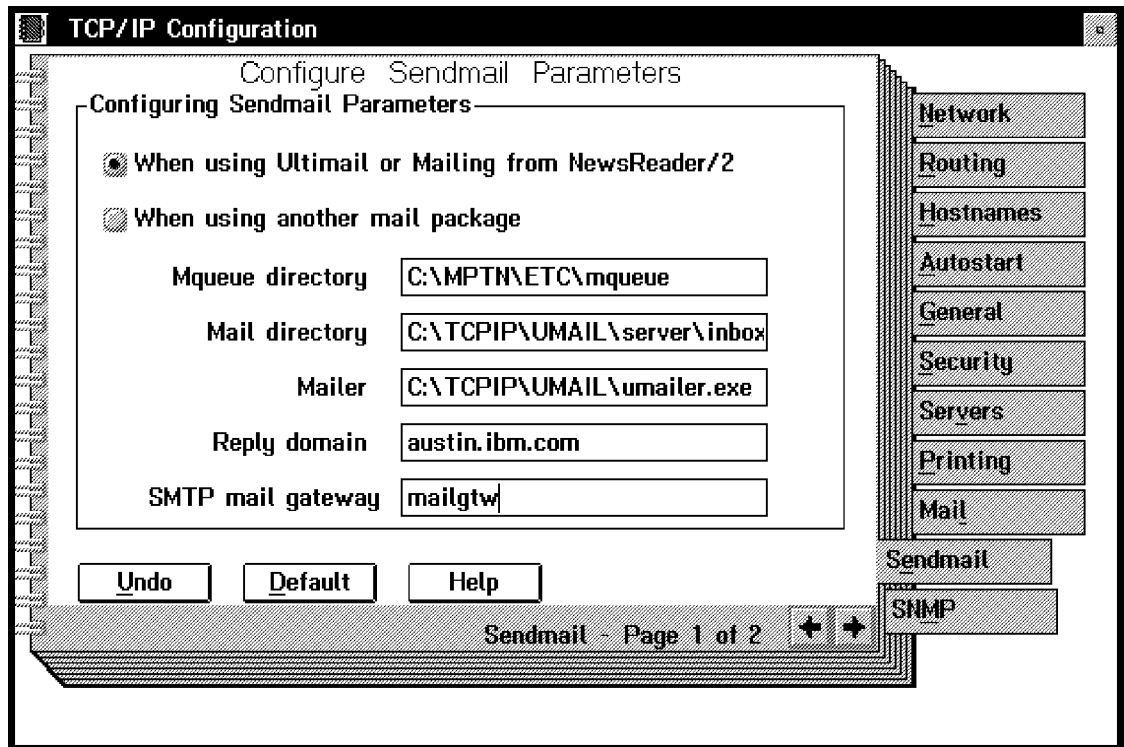 TCP/IP Configuration
Configure Sendmail Parameters
Configuring Sendmail Parameters
When using Ultimail or Mailing from NewsReader/2
When using another mail package
Mqueue directory C:\MPTN\ETC\mqueue
Mail directory C:\TCPIP\UMAIL\server\inbox
Mailer C:\TCPIP\UMAIL\umailer.exe
Reply domain austin.ibm.com
SMTP mail gateway mailgtw
Undo Default Help
Sendmail - Page 1 of 2
Network
Routing
Hostnames
Autostart
General
Security
Servers
Printing
Mail
Sendmail
SNMP